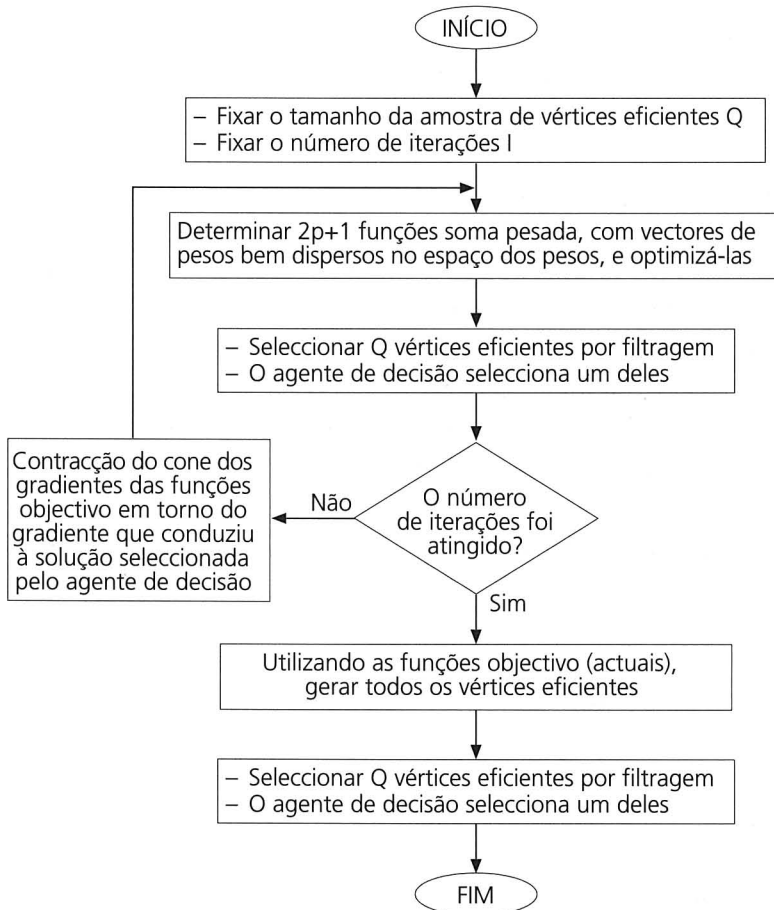 INÍCIO
– Fixar o tamanho da amostra de vértices eficientes Q
– Fixar o número de iterações I
Determinar 2p+1 funções soma pesada, com vectores de
pesos bem dispersos no espaço dos pesos, e optimizá-las
– Seleccionar Q vértices eficientes por filtragem
– O agente de decisão selecciona um deles
O número
de iterações foi
atingido?
Não
Contracção do cone dos
gradientes das funções
objectivo em torno do
gradiente que conduziu
à solução seleccionada
pelo agente de decisão
Sim
Utilizando as funções objectivo (actuais),
gerar todos os vértices eficientes
– Seleccionar Q vértices eficientes por filtragem
– O agente de decisão selecciona um deles
FIM